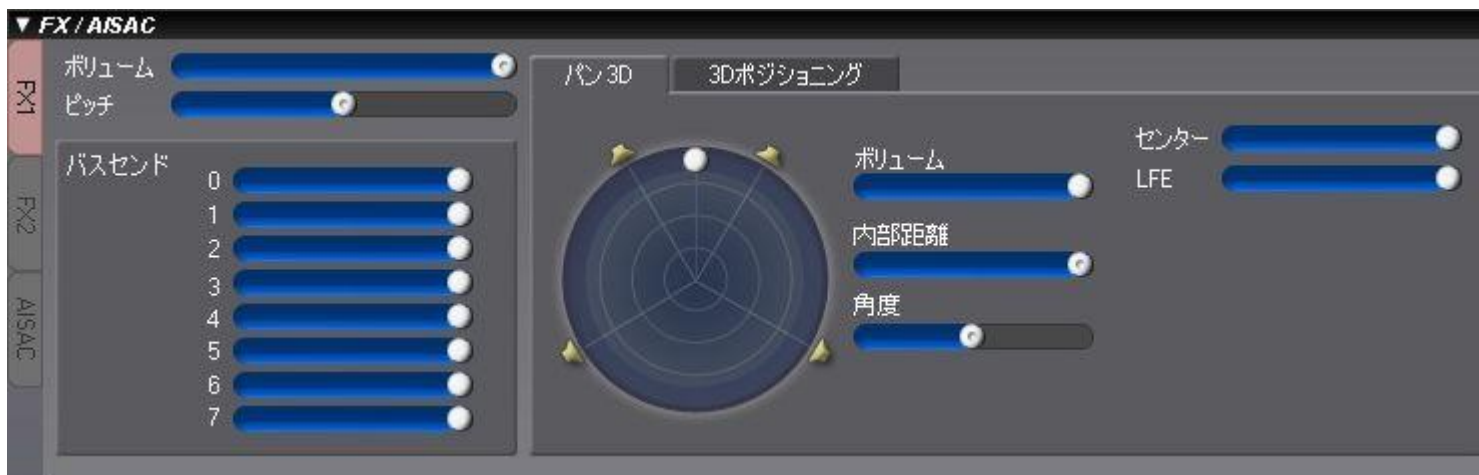 ▼ FX / AISAC
FX1
FX2
AISAC
ボリューム
ピッチ
バスセンド
0
1
2
3
4
5
6
7
パン3D
3Dポジショニング
ボリューム
内部距離
角度
センター
LFE